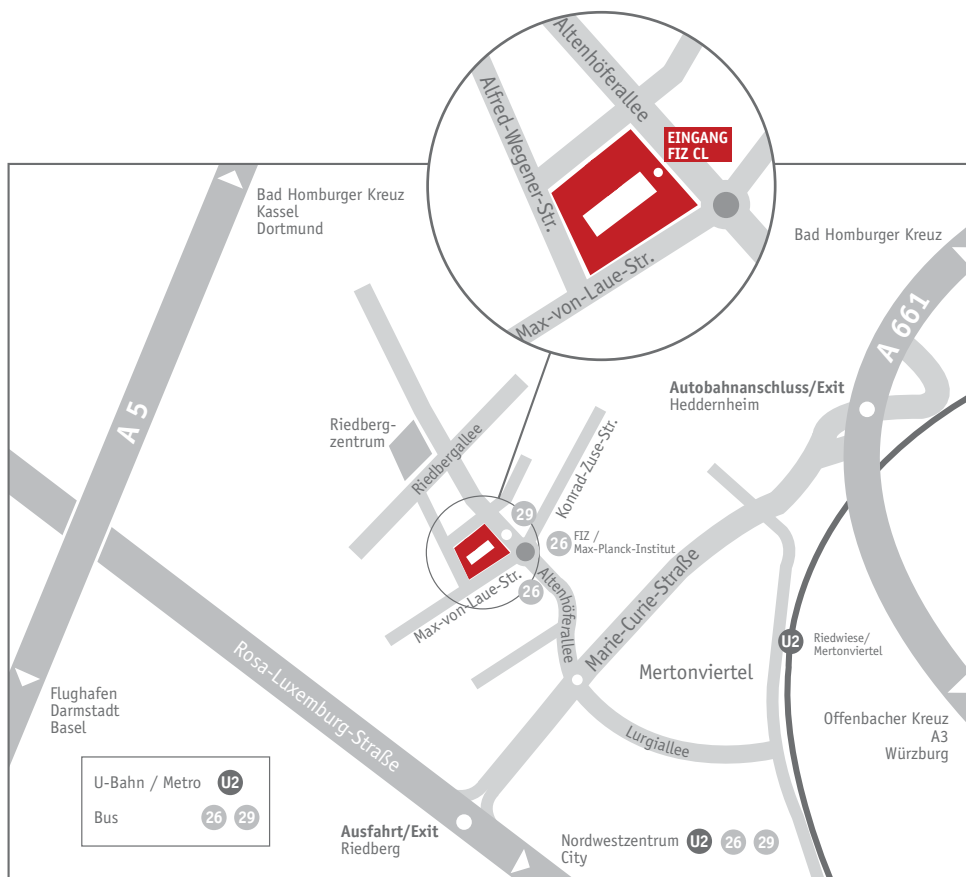 Altenhöferallee
Alfred-Wegener-Str.
EINGANG
FIZ CL
Max-von-Laue-Str.
Bad Homburger Kreuz
Kassel
Dortmund
Bad Homburger Kreuz
A 661
A 5
Autobahnanschluss/Exit
Heddernheim
Riedberg-
zentrum
Riedbergallee
Konrad-Zuse-Str.
29
26
FIZ /
Max-Planck-Institut
26
Max-von-Laue-Str.
Altenhöferallee
Marie-Curie-Straße
Rosa-Luxemburg-Straße
Mertonviertel
U2
Riedwiese/
Mertonviertel
Flughafen
Darmstadt
Basel
Lurgiallee
Offenbacher Kreuz
A3
Würzburg
U-Bahn / Metro U2
Bus 26 29
Ausfahrt/Exit
Riedberg
Nordwestzentrum U2 26 29
City